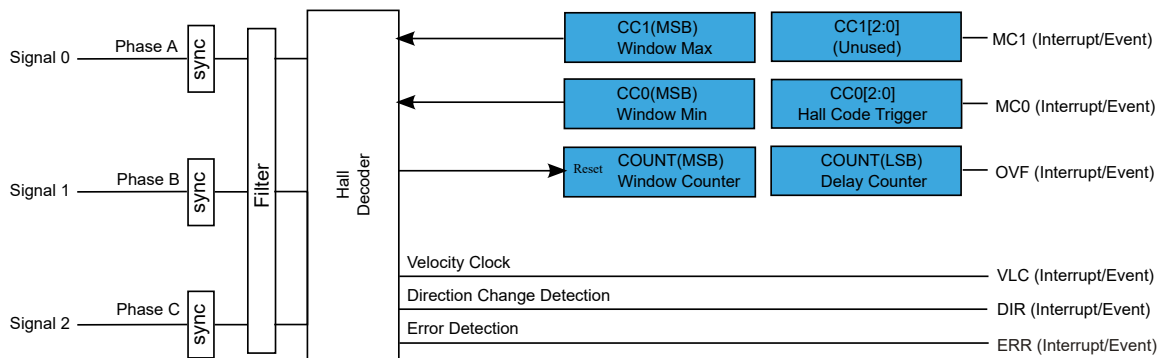 Signal 0
Phase A
sync
Signal 1
Phase B
sync
Signal 2
Phase C
sync
Filter
Hall
Decoder
CC1(MSB)
Window Max
CC1[2:0]
(Unused)
MC1 (Interrupt/Event)
CC0(MSB)
Window Min
CC0[2:0]
Hall Code Trigger
MC0 (Interrupt/Event)
Reset
COUNT(MSB)
Window Counter
COUNT(LSB)
Delay Counter
OVF (Interrupt/Event)
Velocity Clock
VLC (Interrupt/Event)
Direction Change Detection
DIR (Interrupt/Event)
Error Detection
ERR (Interrupt/Event)